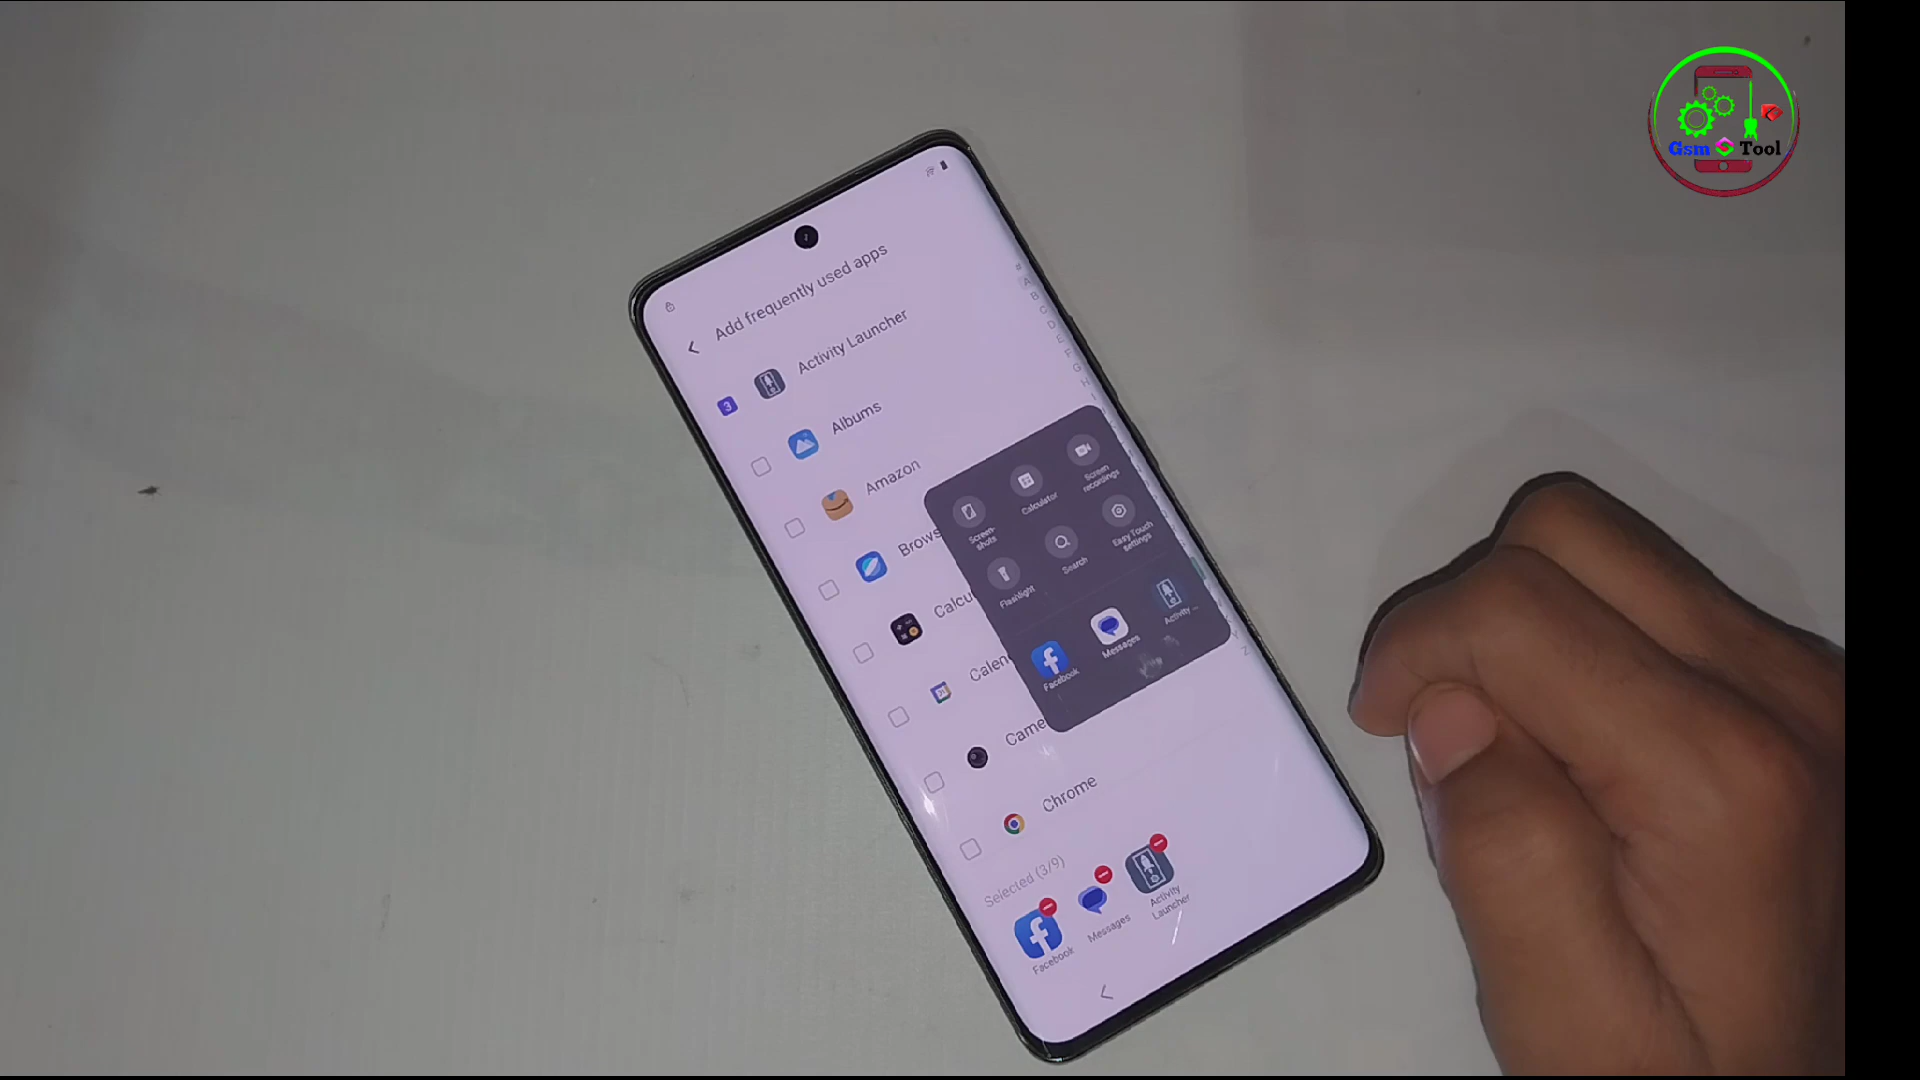 Gsm Tool
Add frequently used apps
3
Activity Launcher
Albums
Amazon
Brows
Calcu
Calen
Came
Chrome
#
A
B
C
D
E
F
G
H
Z
Screen-
shots
Calculator
Screen
recordings
Flashlight
Search
Easy Touch
settings
Facebook
Messages
Activity ...
Selected (3/9)
Facebook
Messages
Activity
Launcher